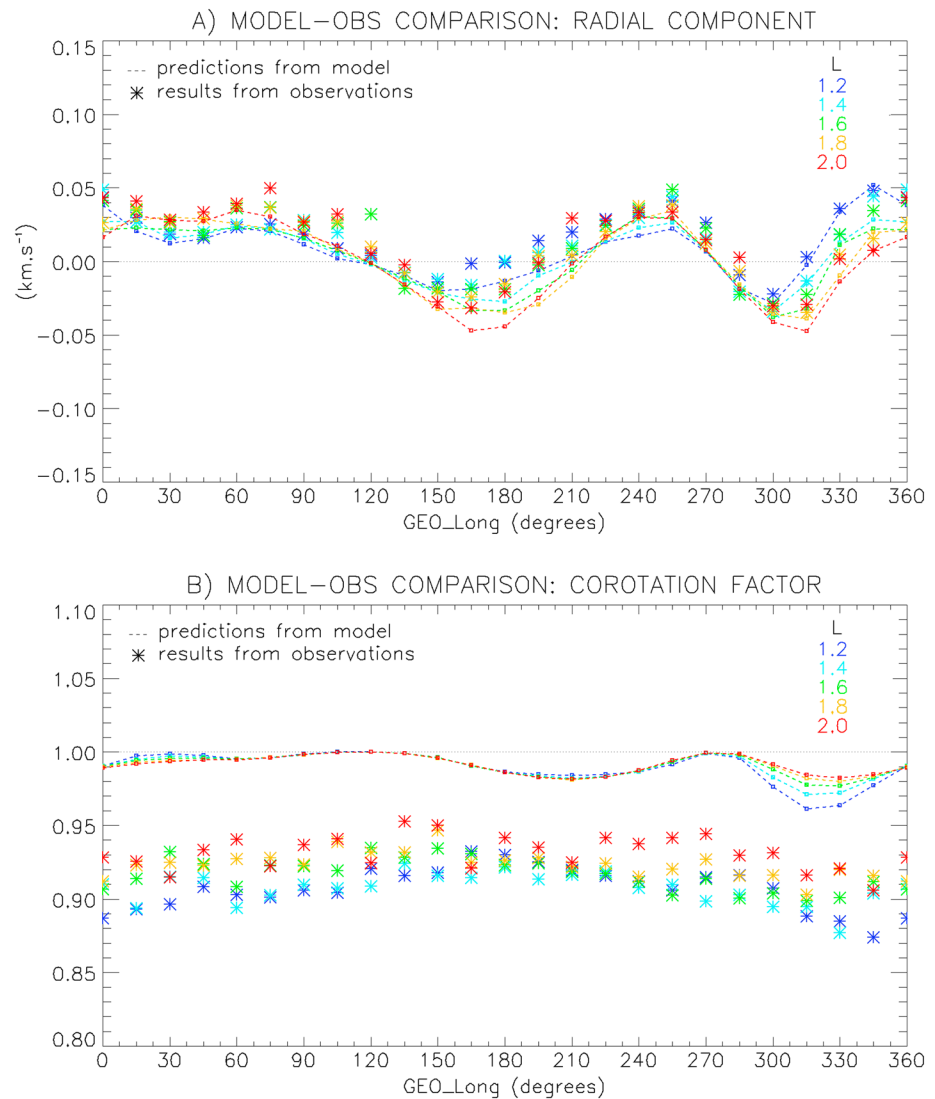 A) MODEL-OBS COMPARISON: RADIAL COMPONENT
0.15
0.10
0.05
0.00
-0.05
-0.10
-0.15
(km.s⁻¹)
predictions from model
results from observations
L
1.2
1.4
1.6
1.8
2.0
0 30 60 90 120 150 180 210 240 270 300 330 360
GEO_Long (degrees)
B) MODEL-OBS COMPARISON: COROTATION FACTOR
1.10
1.05
1.00
0.95
0.90
0.85
0.80
predictions from model
results from observations
L
1.2
1.4
1.6
1.8
2.0
0 30 60 90 120 150 180 210 240 270 300 330 360
GEO_Long (degrees)